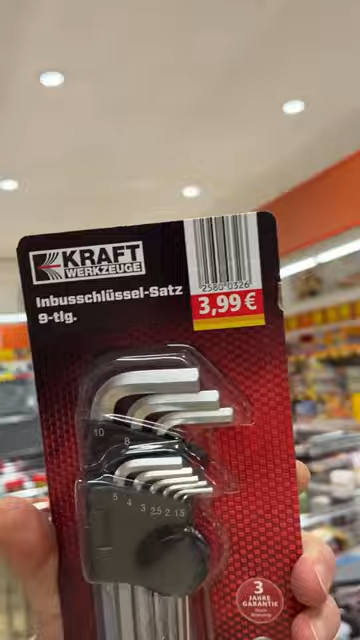 KRAFT
WERKZEUGE
Inbusschlüssel-Satz
9-tlg.
2580 0326
3,99 €
10 8
5 4 3 2,5 2 1,5
3
JAHRE
GARANTIE